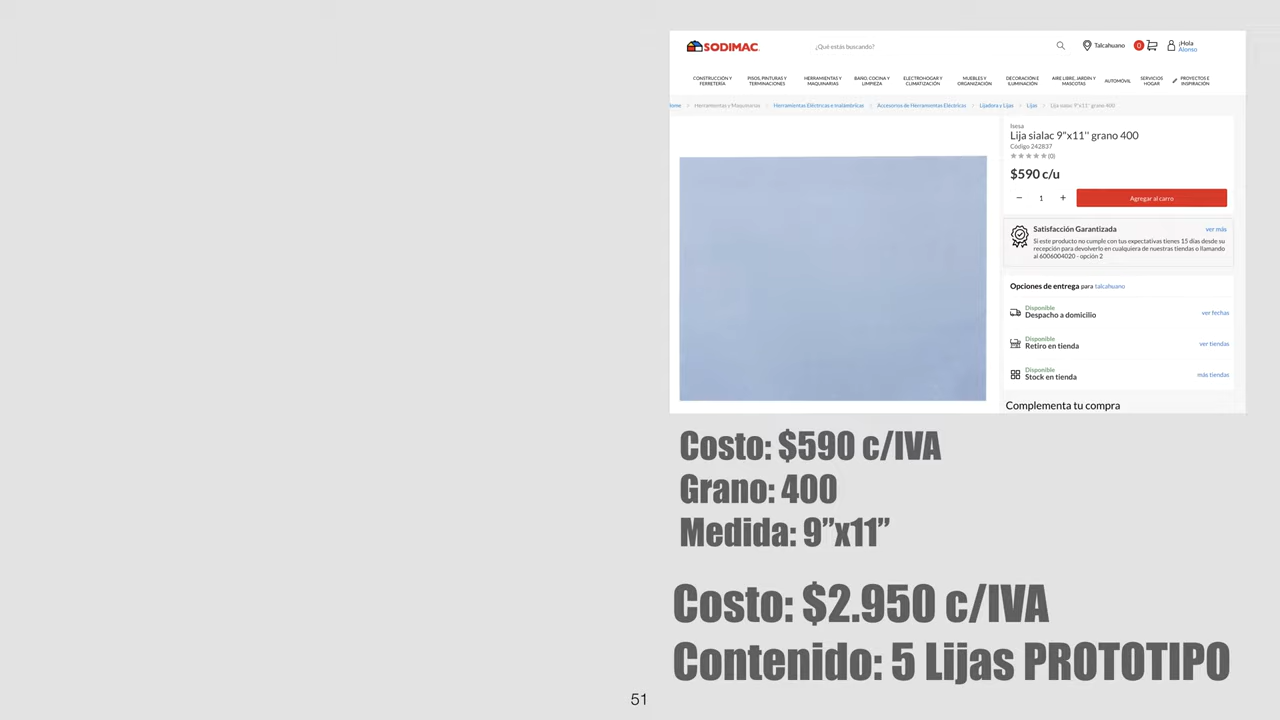 SODIMAC
¿Qué estás buscando?
Talcahuano
0
¡Hola
Alonso
CONSTRUCCIÓN Y
FERRETERÍA
PISOS, PINTURAS Y
TERMINACIONES
HERRAMIENTAS Y
MAQUINARIAS
BAÑO, COCINA Y
LIMPIEZA
ELECTROHOGAR Y
CLIMATIZACIÓN
MUEBLES Y
ORGANIZACIÓN
DECORACIÓN E
ILUMINACIÓN
AIRE LIBRE, JARDÍN Y
MASCOTAS
AUTOMÓVIL
SERVICIOS
HOGAR
PROYECTOS E
INSPIRACIÓN
Home > Herramientas y Maquinarias > Herramientas Eléctricas e Inalámbricas > Accesorios de Herramientas Eléctricas > Lijadora y Lijas > Lijas > Lija sialac 9"x11'' grano 400
Lija sialac 9"x11'' grano 400
Código 242837
(0)
$590 c/u
− 1 +
Agregar al carro
Satisfacción Garantizada
ver más
Si este producto no cumple con tus expectativas tienes 15 días desde su
recepción para devolverlo en cualquiera de nuestras tiendas o llamando
al 6006004020 - opción 2
Opciones de entrega para talcahuano
Disponible
Despacho a domicilio
ver fechas
Disponible
Retiro en tienda
ver tiendas
Disponible
Stock en tienda
más tiendas
Complementa tu compra
Costo: $590 c/IVA
Grano: 400
Medida: 9”x11”
Costo: $2.950 c/IVA
Contenido: 5 Lijas PROTOTIPO
51